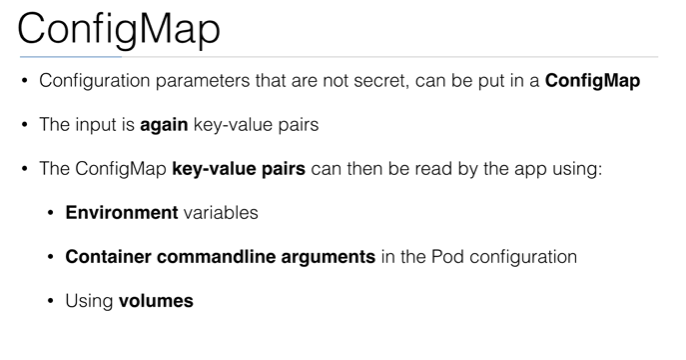 ConfigMap
• Configuration parameters that are not secret, can be put in a ConfigMap
• The input is again key-value pairs
• The ConfigMap key-value pairs can then be read by the app using:
• Environment variables
• Container commandline arguments in the Pod configuration
• Using volumes